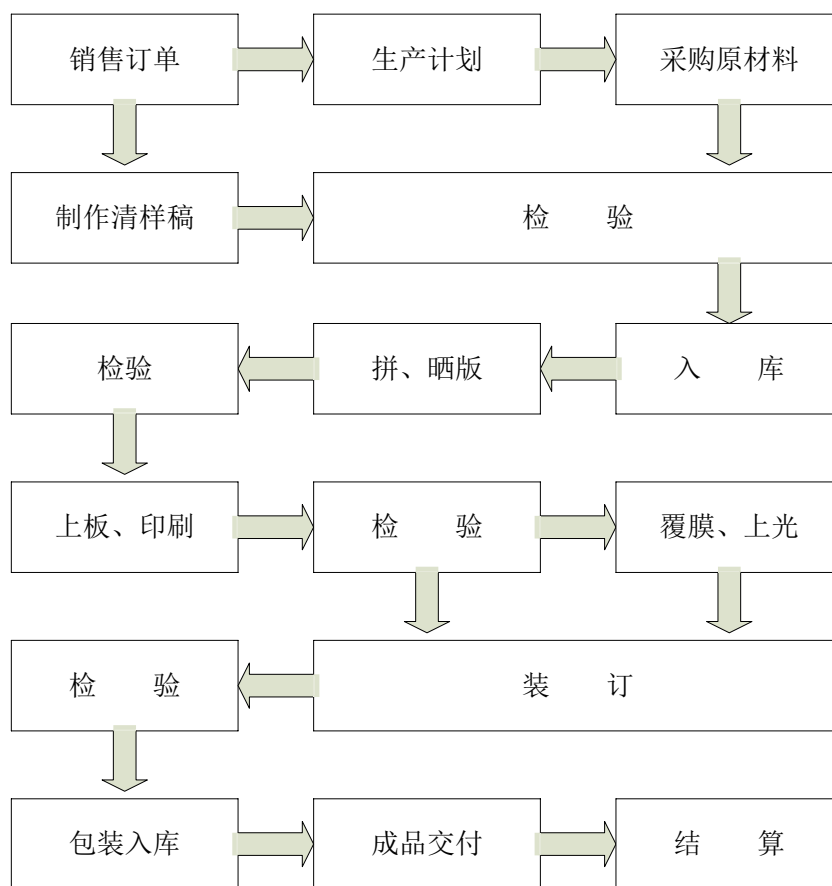 销售订单 生产计划 采购原材料
制作清样稿 检 验
检验 拼、晒版 入 库
上板、印刷 检 验 覆膜、上光
检 验 装 订
包装入库 成品交付 结 算